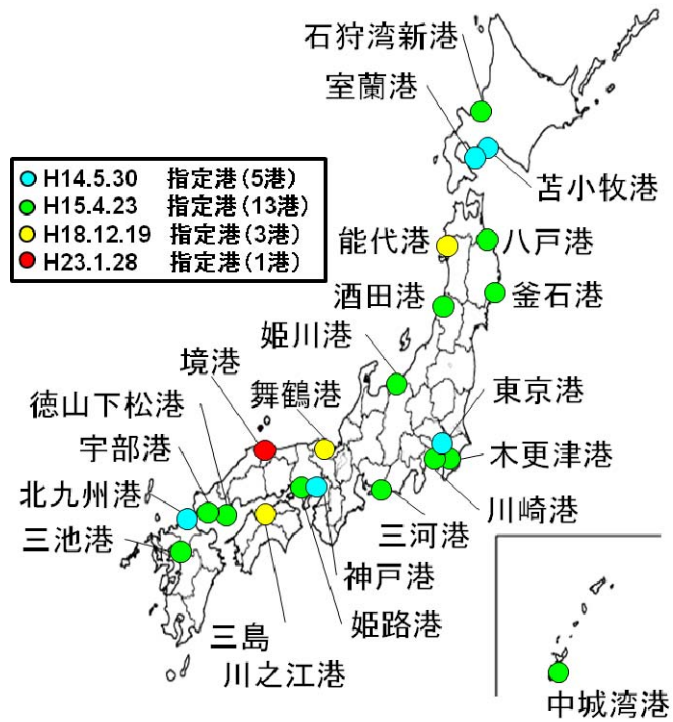 石狩湾新港
室蘭港
苫小牧港
H14.5.30 指定港(5港)
H15.4.23 指定港(13港)
H18.12.19 指定港(3港)
H23.1.28 指定港(1港)
能代港
八戸港
酒田港
釜石港
姫川港
境港
舞鶴港
東京港
徳山下松港
宇部港
木更津港
北九州港
川崎港
三河港
三池港
神戸港
姫路港
三島
川之江港
中城湾港